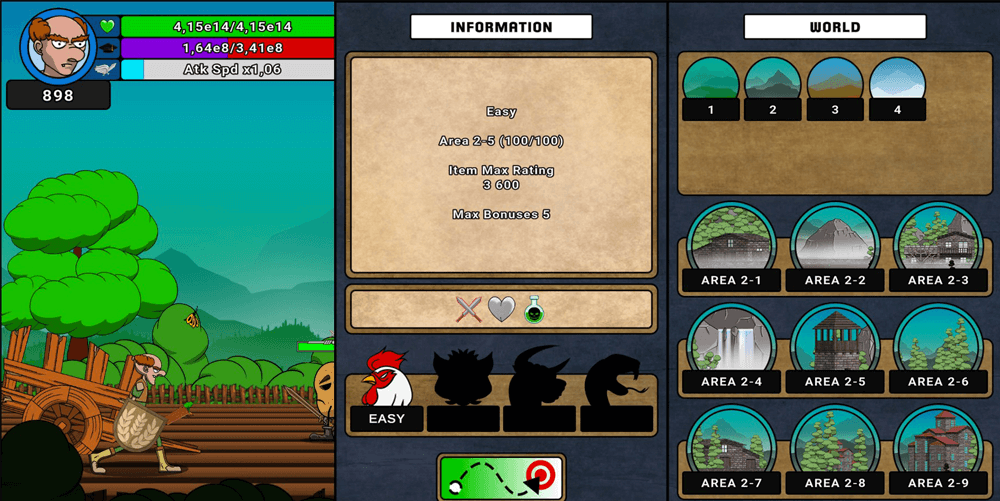 4,15e14/4,15e14
1,64e8/3,41e8
Atk Spd x1,06
898
INFORMATION
Easy
Area 2-5 (100/100)
Item Max Rating
3 600
Max Bonuses 5
EASY
WORLD
1
2
3
4
AREA 2-1
AREA 2-2
AREA 2-3
AREA 2-4
AREA 2-5
AREA 2-6
AREA 2-7
AREA 2-8
AREA 2-9